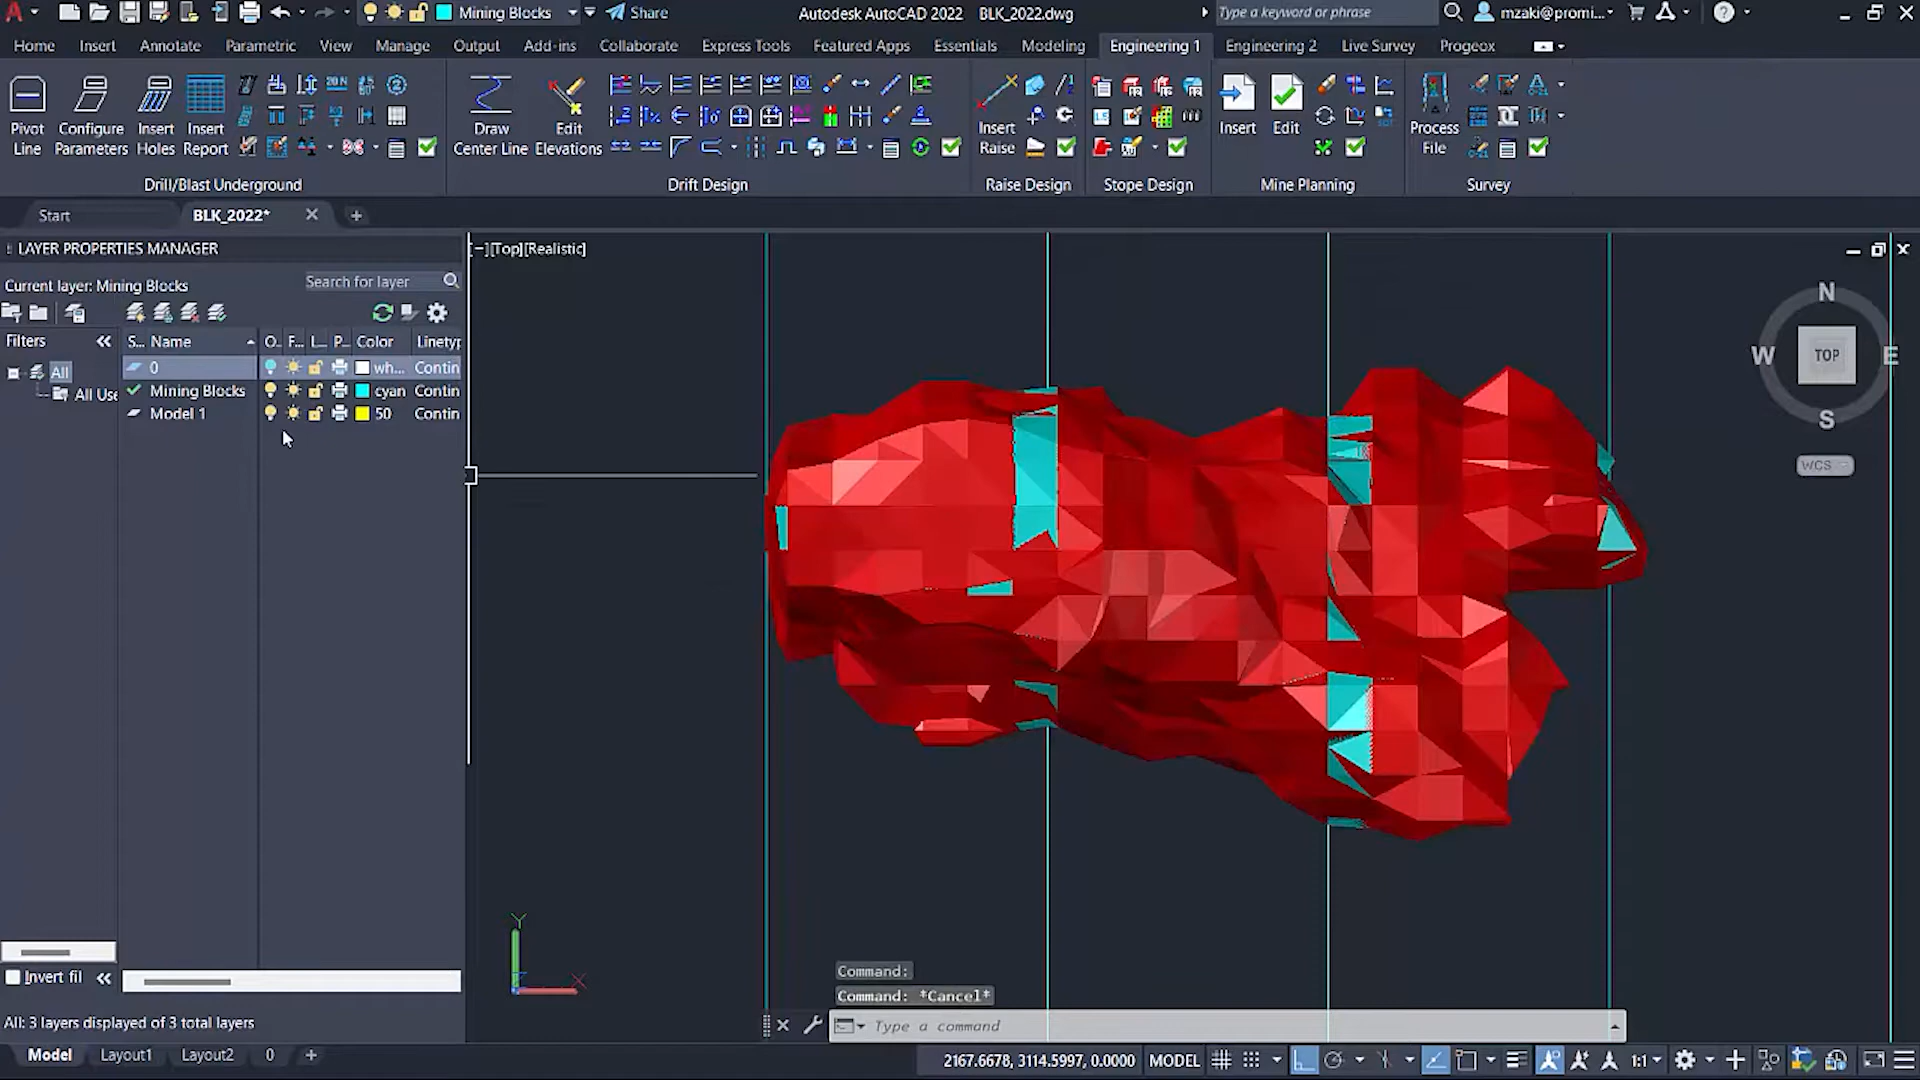 Mining Blocks
Share
Autodesk AutoCAD 2022 BLK_2022.dwg
Type a keyword or phrase
mzaki@promi...
Home Insert Annotate Parametric View Manage Output Add-ins Collaborate Express Tools Featured Apps Essentials Modeling Engineering 1 Engineering 2 Live Survey Progeox
Pivot Line
Configure Parameters
Insert Holes
Insert Report
Draw Center Line
Edit Elevations
Insert Raise
Insert
Edit
Process File
Drill/Blast Underground
Drift Design
Raise Design
Stope Design
Mine Planning
Survey
Start
BLK_2022*
LAYER PROPERTIES MANAGER
[−][Top][Realistic]
Current layer: Mining Blocks
Search for layer
Filters
S... Name O.. F... L... P.. Color Linetyp
All
All Use
0 wh... Contin
Mining Blocks cyan Contin
Model 1 50 Contin
N
W TOP E
S
WCS
Y
X
Invert fil
All: 3 layers displayed of 3 total layers
Command:
Command: *Cancel*
Type a command
Model Layout1 Layout2 0
2167.6678, 3114.5997, 0.0000 MODEL
1:1